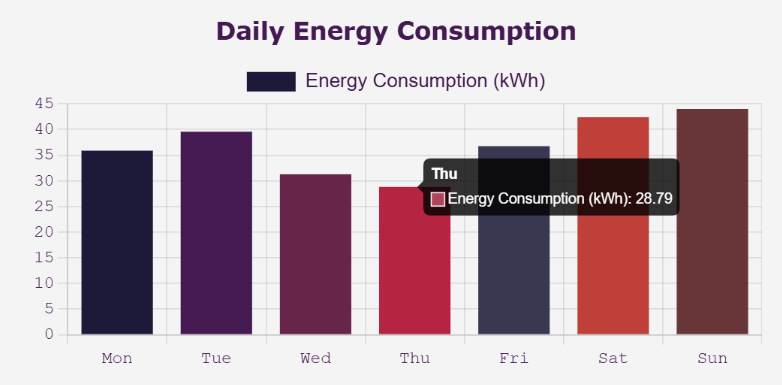 Daily Energy Consumption
Energy Consumption (kWh)
45
40
35
30
25
20
15
10
5
0
Thu
Energy Consumption (kWh): 28.79
Mon Tue Wed Thu Fri Sat Sun